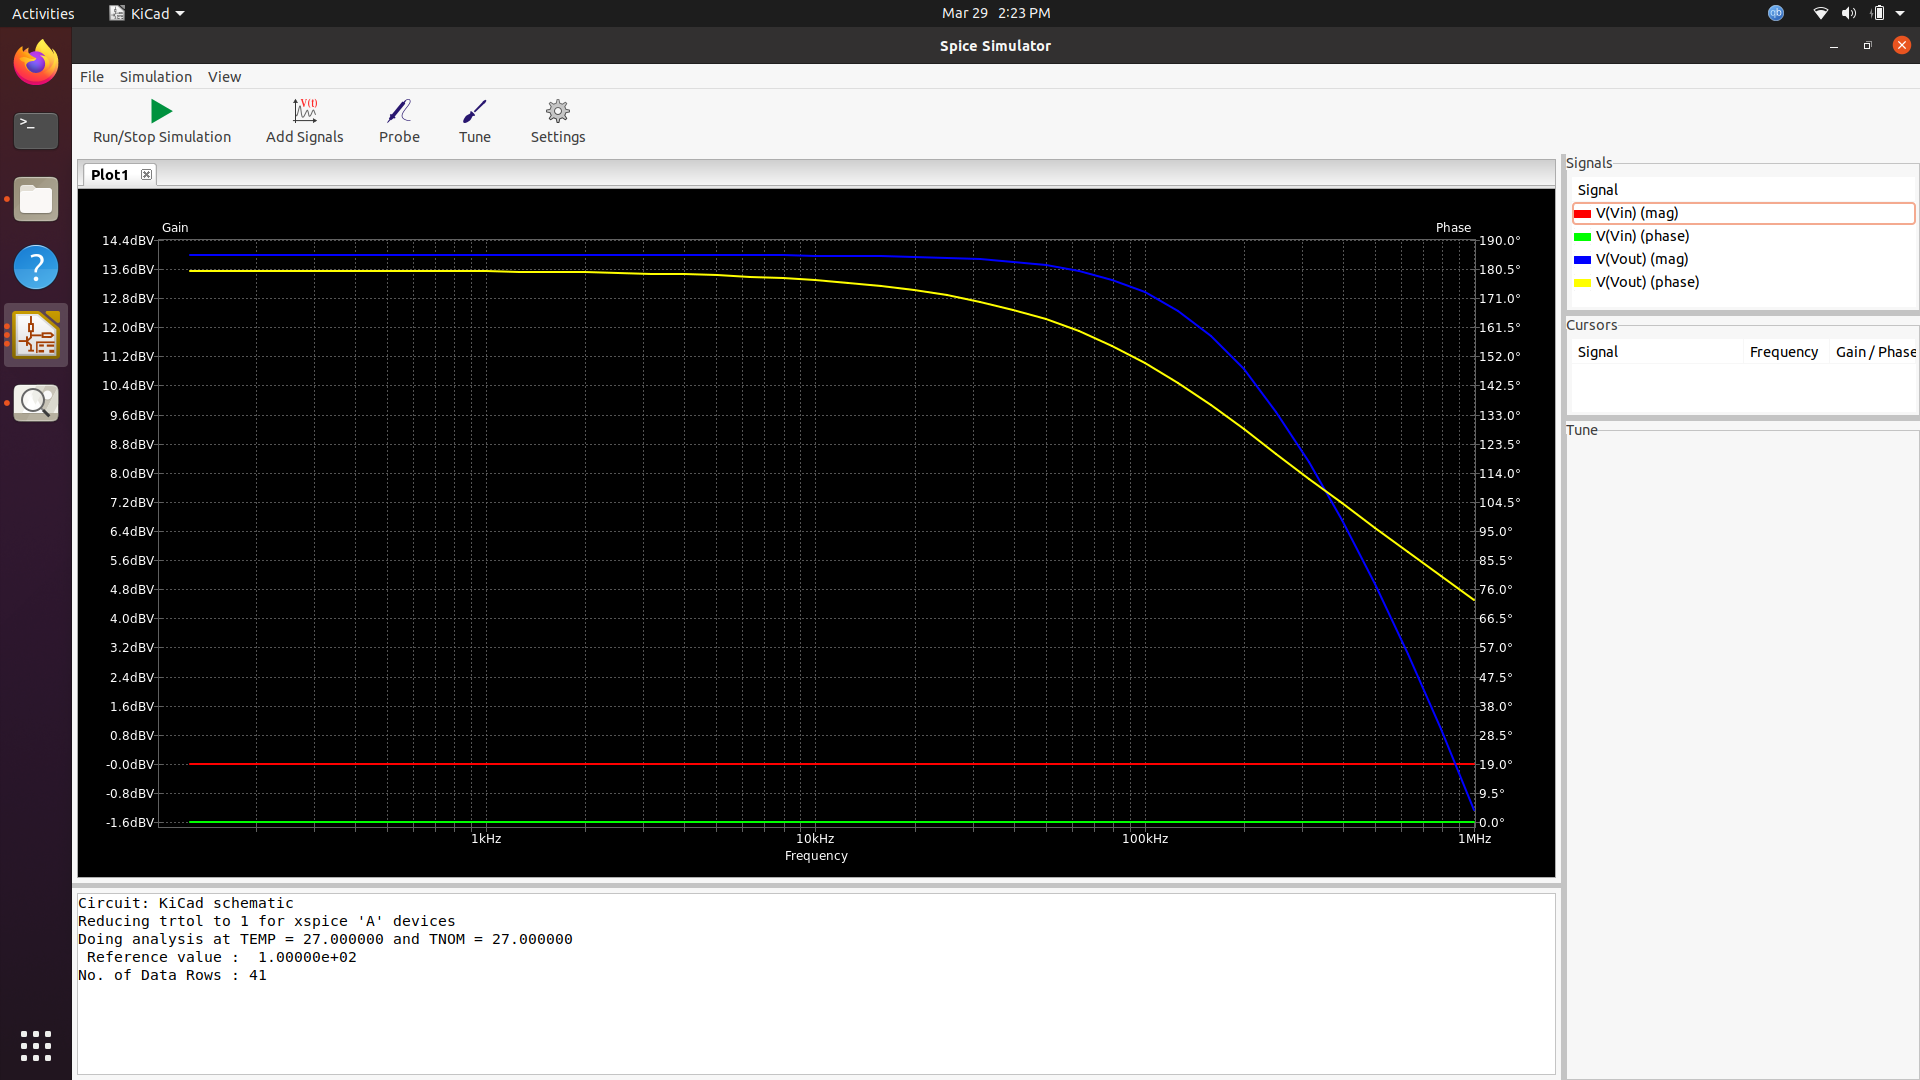 Activities KiCad Mar 29 2:23 PM
Spice Simulator
File Simulation View
Run/Stop Simulation Add Signals Probe Tune Settings
Plot1
Gain Phase
14.4dBV 190.0°
13.6dBV 180.5°
12.8dBV 171.0°
12.0dBV 161.5°
11.2dBV 152.0°
10.4dBV 142.5°
9.6dBV 133.0°
8.8dBV 123.5°
8.0dBV 114.0°
7.2dBV 104.5°
6.4dBV 95.0°
5.6dBV 85.5°
4.8dBV 76.0°
4.0dBV 66.5°
3.2dBV 57.0°
2.4dBV 47.5°
1.6dBV 38.0°
0.8dBV 28.5°
-0.0dBV 19.0°
-0.8dBV 9.5°
-1.6dBV 0.0°
1kHz 10kHz 100kHz 1MHz
Frequency
Signals
Signal
V(Vin) (mag)
V(Vin) (phase)
V(Vout) (mag)
V(Vout) (phase)
Cursors
Signal Frequency Gain / Phase
Tune
Circuit: KiCad schematic
Reducing trtol to 1 for xspice 'A' devices
Doing analysis at TEMP = 27.000000 and TNOM = 27.000000
Reference value : 1.00000e+02
No. of Data Rows : 41